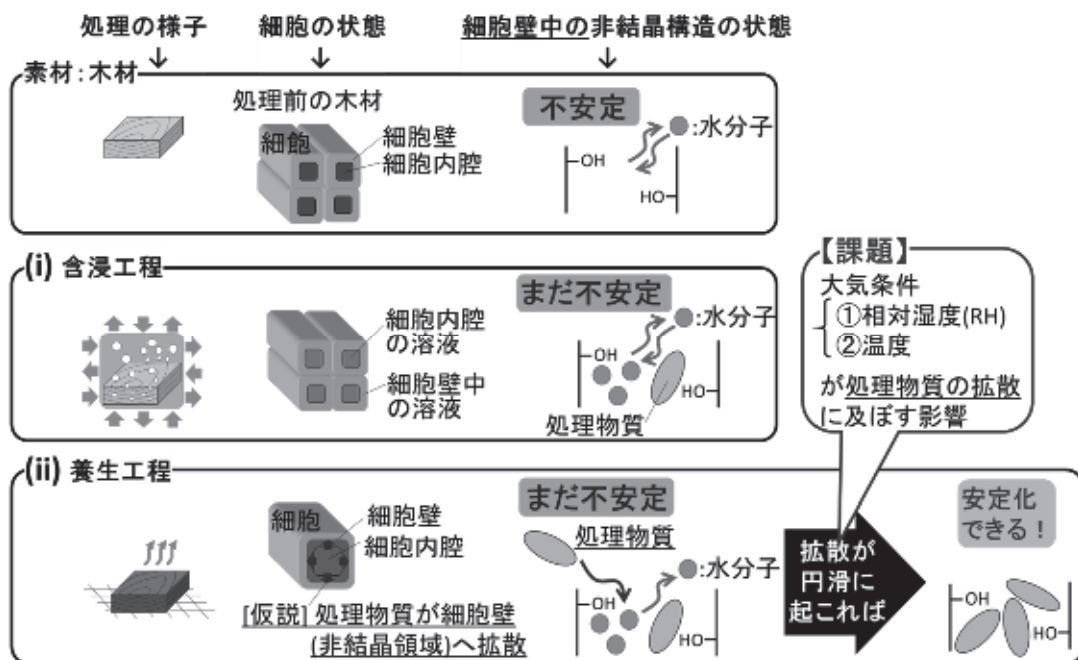 処理の様子
細胞の状態
細胞壁中の非結晶構造の状態
素材：木材
処理前の木材
細胞
細胞壁
細胞内腔
不安定
:水分子
-OH
HO-
(i) 含浸工程
細胞内腔
の溶液
細胞壁中
の溶液
まだ不安定
:水分子
-OH
HO-
処理物質
【課題】
大気条件
①相対湿度(RH)
②温度
が処理物質の拡散
に及ぼす影響
(ii) 養生工程
細胞
細胞壁
細胞内腔
[仮説] 処理物質が細胞壁
(非結晶領域)へ拡散
まだ不安定
処理物質
:水分子
-OH
HO-
拡散が
円滑に
起これば
安定化
できる！
-OH
HO-